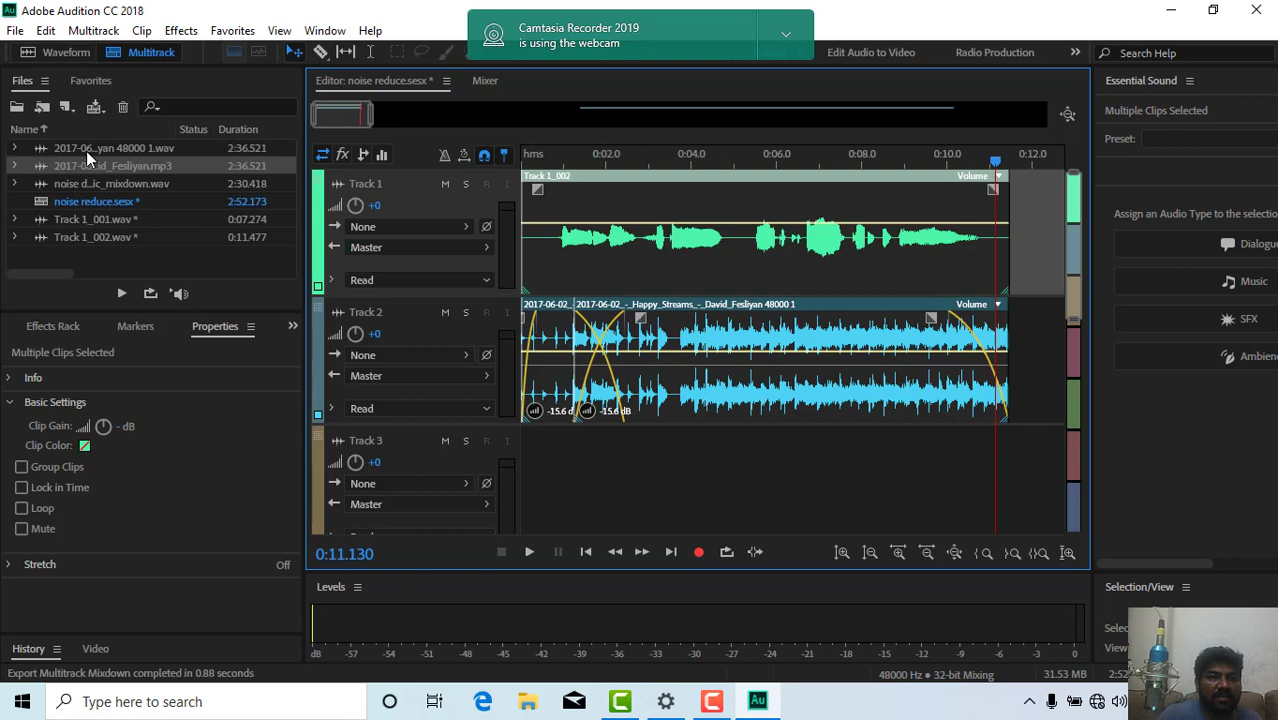 Adobe Audition CC 2018
File Edit Multitrack Clip Effects Favorites View Window Help
Camtasia Recorder 2019
is using the webcam
Waveform Multitrack Edit Audio to Video Radio Production Search Help
Files Favorites
Editor: noise reduce.sesx * Mixer
Essential Sound
Multiple Clips Selected
Preset:
Name Status Duration
2017-06...yan 48000 1.wav 2:36.521
id_Fesliyan.mp3 2:36.521
noise d...ic_mixdown.wav 2:30.418
noise reduce.sesx * 2:52.173
Track 1_001.wav * 0:07.274
Track 1_002.wav * 0:11.477
hms 0:02.0 0:04.0 0:06.0 0:08.0 0:10.0 0:12.0
Track 1 M S R I
+0
None
Master
Read
Track 1_002 Volume
Track 2 M S R I
+0
None
Master
Read
2017-06-02_ 2017-06-02_-_Happy_Streams_-_David_Fesliyan 48000 1 Volume
-15.6 d -15.6 dB
Track 3 M S R I
+0
None
Master
Assign an Audio Type to the selectio
Dialogu
Music
SFX
Ambien
Effects Rack Markers Properties
Multiple Clips Selected
Info
Basic Settings
Clip Gain: - dB
Clip Color:
Group Clips
Lock in Time
Loop
Mute
Stretch Off
0:11.130
Levels
dB -57 -54 -51 -48 -45 -42 -39 -36 -33 -30 -27 -24 -21 -18 -15 -12 -9 -6 -3 0
Selection/View
Selec
View
History Video
Export Multitrack Mixdown completed in 0.88 seconds
48000 Hz • 32-bit Mixing 31.53 MB 2:52
Type here to search